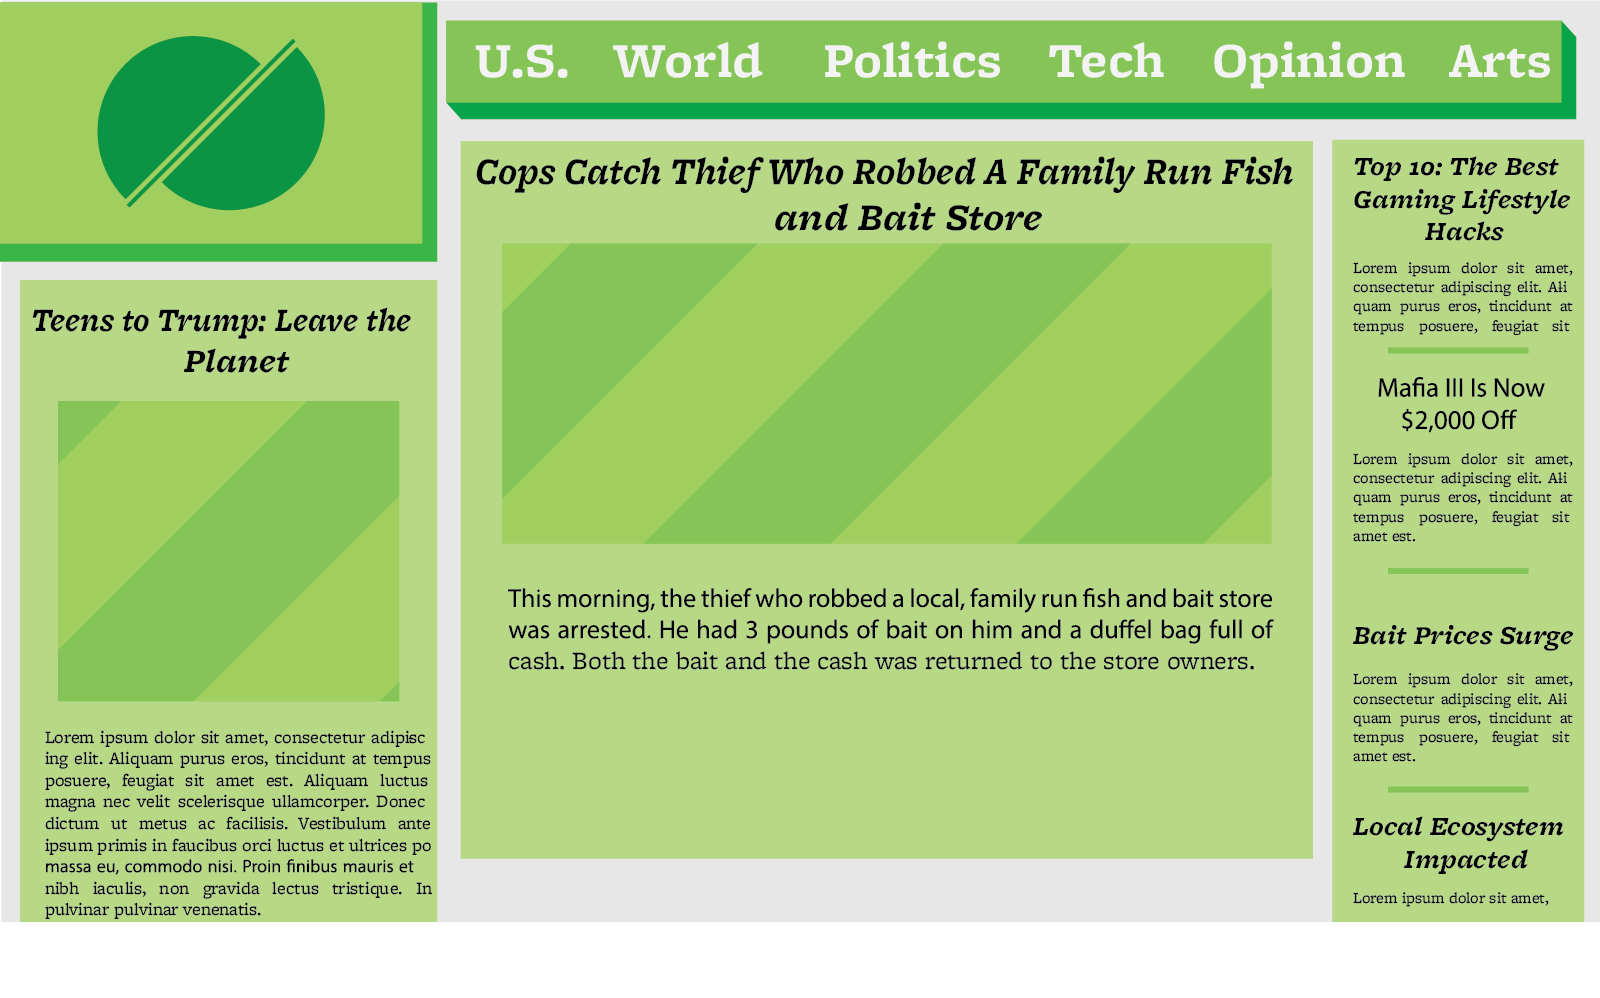 U.S. World Politics Tech Opinion Arts
Teens to Trump: Leave the
Planet
Lorem ipsum dolor sit amet, consectetur adipisc
ing elit. Aliquam purus eros, tincidunt at tempus
posuere, feugiat sit amet est. Aliquam luctus
magna nec velit scelerisque ullamcorper. Donec
dictum ut metus ac facilisis. Vestibulum ante
ipsum primis in faucibus orci luctus et ultrices po
massa eu, commodo nisi. Proin finibus mauris et
nibh iaculis, non gravida lectus tristique. In
pulvinar pulvinar venenatis.
Cops Catch Thief Who Robbed A Family Run Fish
and Bait Store
This morning, the thief who robbed a local, family run fish and bait store
was arrested. He had 3 pounds of bait on him and a duffel bag full of
cash. Both the bait and the cash was returned to the store owners.
Top 10: The Best
Gaming Lifestyle
Hacks
Lorem ipsum dolor sit amet,
consectetur adipiscing elit. Ali
quam purus eros, tincidunt at
tempus posuere, feugiat sit
Mafia III Is Now
$2,000 Off
Lorem ipsum dolor sit amet,
consectetur adipiscing elit. Ali
quam purus eros, tincidunt at
tempus posuere, feugiat sit
amet est.
Bait Prices Surge
Lorem ipsum dolor sit amet,
consectetur adipiscing elit. Ali
quam purus eros, tincidunt at
tempus posuere, feugiat sit
amet est.
Local Ecosystem
Impacted
Lorem ipsum dolor sit amet,